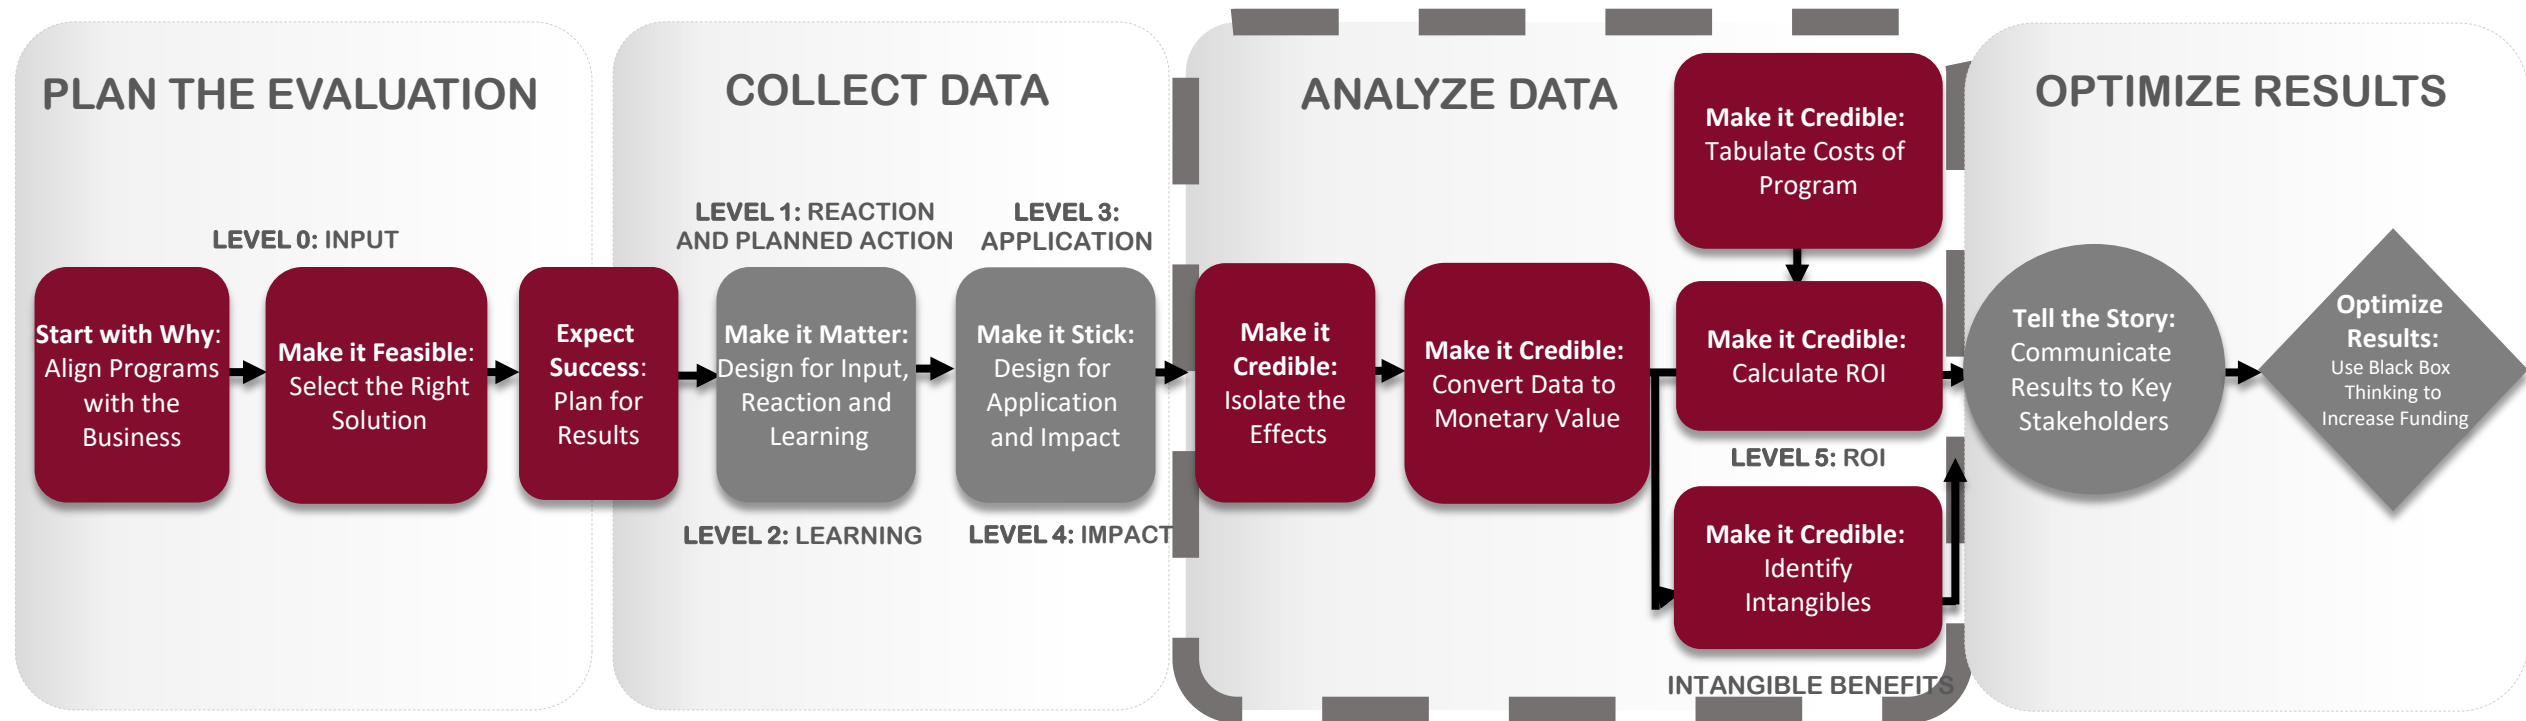 PLAN THE EVALUATION
LEVEL 0: INPUT
Start with Why:
Align Programs
with the
Business
Make it Feasible:
Select the Right
Solution
Expect
Success:
Plan for
Results
COLLECT DATA
LEVEL 1: REACTION
AND PLANNED ACTION
Make it Matter:
Design for Input,
Reaction and
Learning
LEVEL 2: LEARNING
LEVEL 3:
APPLICATION
Make it Stick:
Design for
Application
and Impact
LEVEL 4: IMPACT
ANALYZE DATA
Make it
Credible:
Isolate the
Effects
Make it Credible:
Convert Data to
Monetary Value
Make it Credible:
Tabulate Costs of
Program
Make it Credible:
Calculate ROI
LEVEL 5: ROI
Make it Credible:
Identify
Intangibles
INTANGIBLE BENEFITS
OPTIMIZE RESULTS
Tell the Story:
Communicate
Results to Key
Stakeholders
Optimize
Results:
Use Black Box
Thinking to
Increase Funding